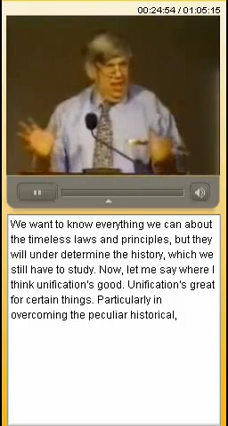 00:24:54 / 01:05:15
We want to know everything we can about
the timeless laws and principles, but they
will under determine the history, which we
still have to study. Now, let me say where I
think unification's good. Unification's great
for certain things. Particularly in
overcoming the peculiar historical,